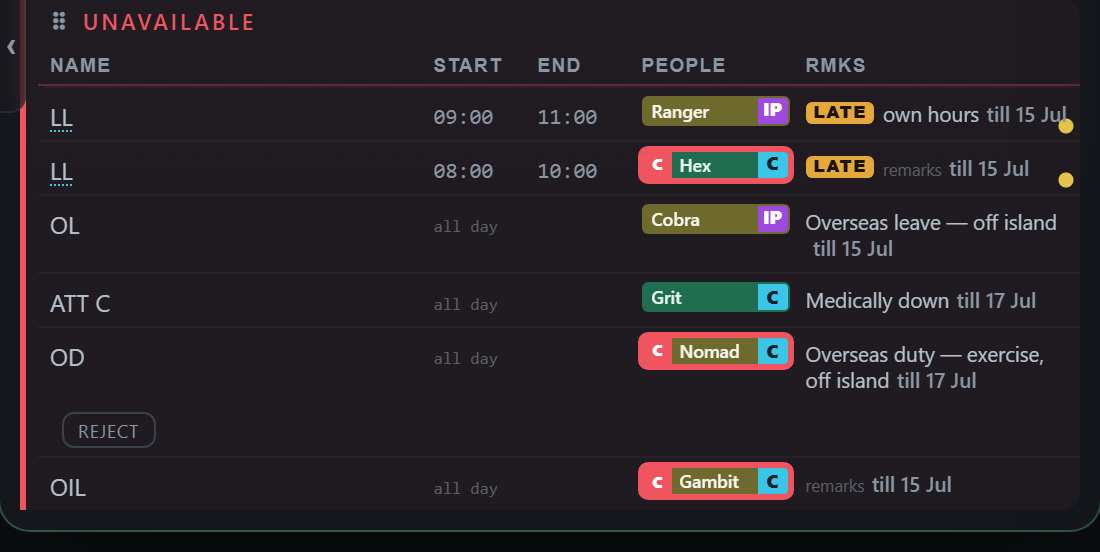 UNAVAILABLE
NAME START END PEOPLE RMKS
LL 09:00 11:00 Ranger IP LATE own hours till 15 Jul
LL 08:00 10:00 C Hex C LATE remarks till 15 Jul
OL all day Cobra IP Overseas leave — off island
till 15 Jul
ATT C all day Grit C Medically down till 17 Jul
OD all day C Nomad C Overseas duty — exercise,
off island till 17 Jul
REJECT
OIL all day C Gambit C remarks till 15 Jul